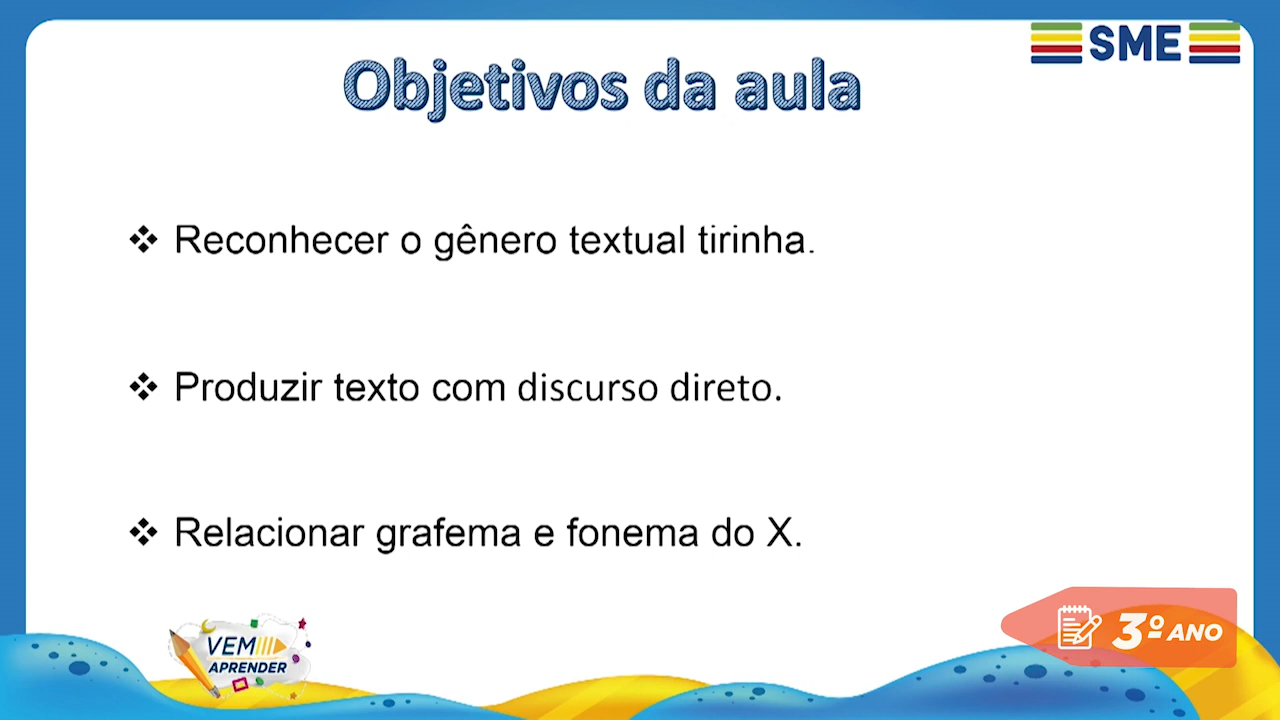 SME
Objetivos da aula
❖ Reconhecer o gênero textual tirinha.
❖ Produzir texto com discurso direto.
❖ Relacionar grafema e fonema do X.
VEM
APRENDER
3º ANO